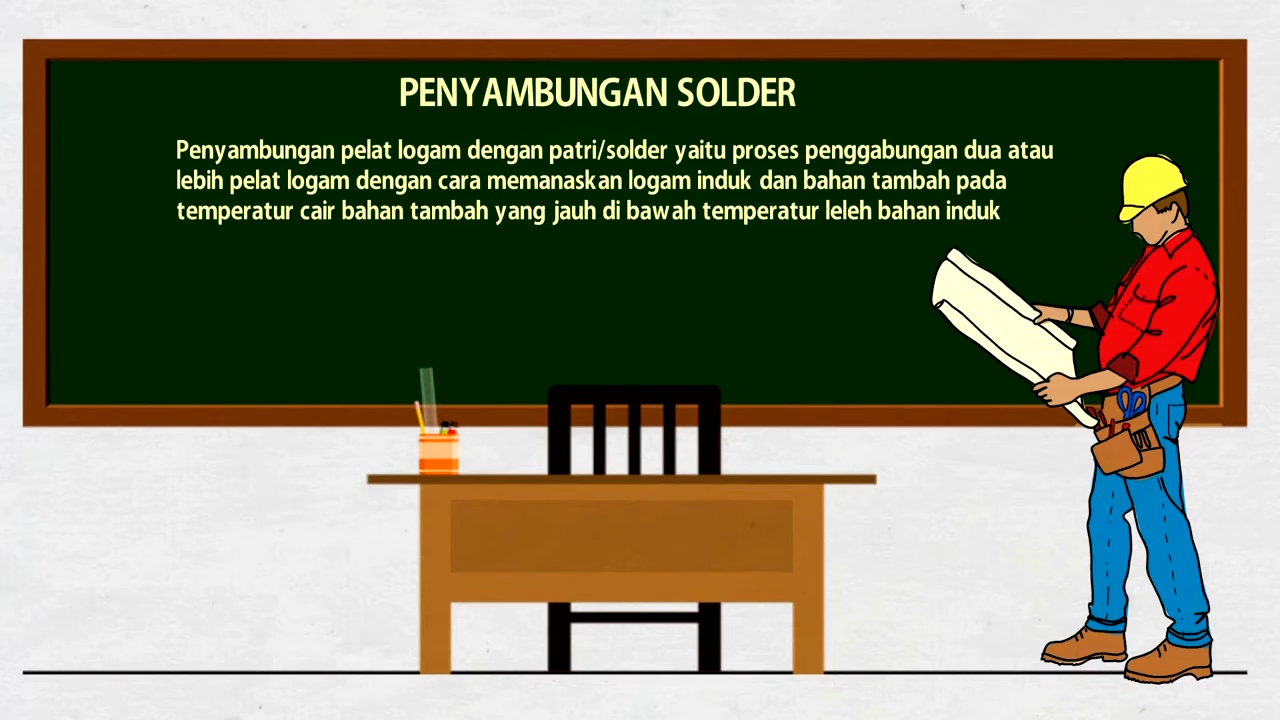 PENYAMBUNGAN SOLDER
Penyambungan pelat logam dengan patri/solder yaitu proses penggabungan dua atau
lebih pelat logam dengan cara memanaskan logam induk dan bahan tambah pada
temperatur cair bahan tambah yang jauh di bawah temperatur leleh bahan induk